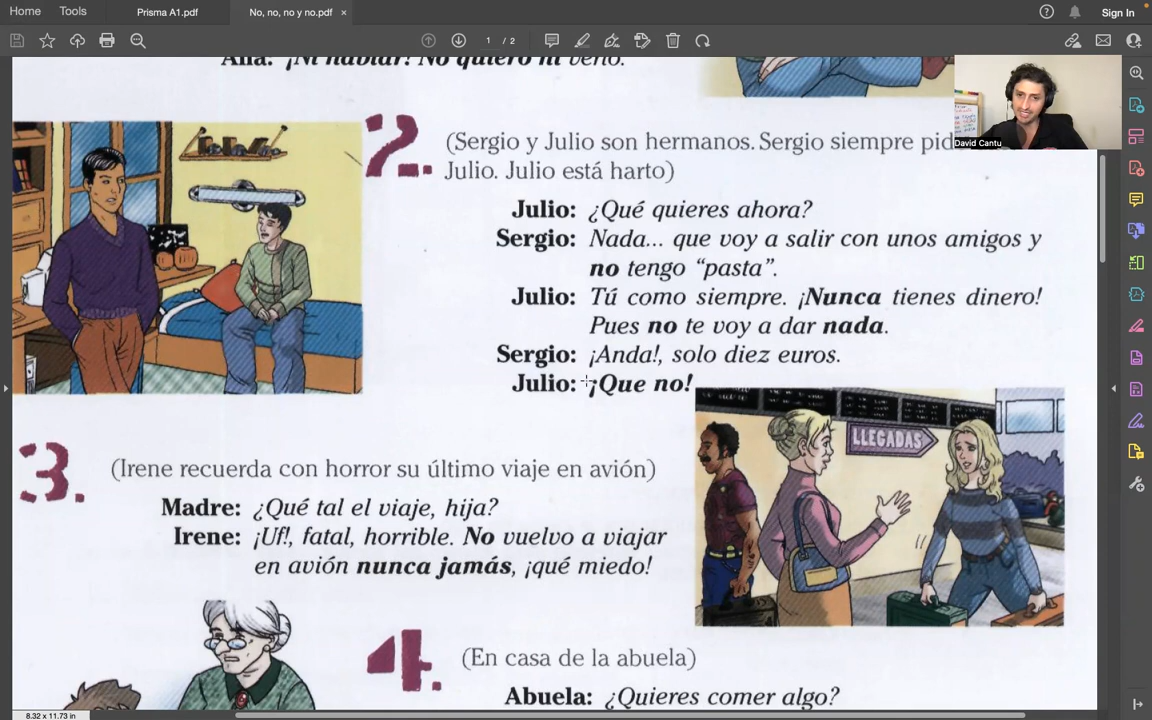 Home Tools Prisma A1.pdf No, no, no y no.pdf × Sign In
1 / 2
Ana: ¡Ni hablar! No quiero ni verlo.
David Cantu
2. (Sergio y Julio son hermanos. Sergio siempre
Julio. Julio está harto)
Julio: ¿Qué quieres ahora?
Sergio: Nada... que voy a salir con unos amigos y
no tengo “pasta”.
Julio: Tú como siempre. ¡Nunca tienes dinero!
Pues no te voy a dar nada.
Sergio: ¡Anda!, solo diez euros.
Julio: ¡Que no!
LLEGADAS
3. (Irene recuerda con horror su último viaje en avión)
Madre: ¿Qué tal el viaje, hija?
Irene: ¡Uf!, fatal, horrible. No vuelvo a viajar
en avión nunca jamás, ¡qué miedo!
4. (En casa de la abuela)
Abuela: ¿Quieres comer algo?
8.32 x 11.73 in